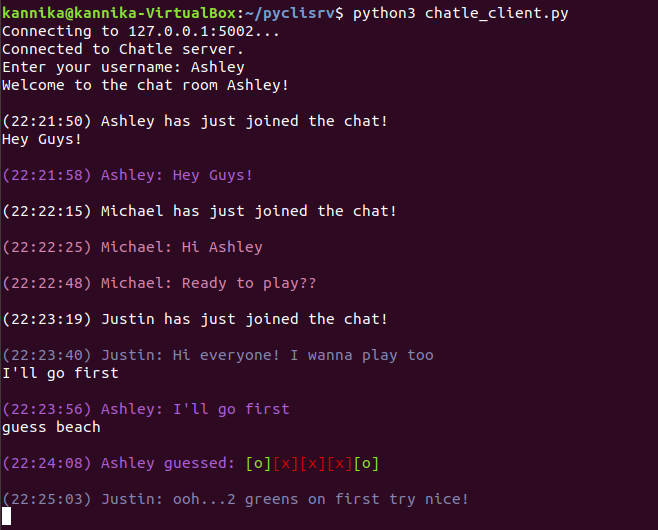 kannika@kannika-VirtualBox:~/pyclisrv$ python3 chatle_client.py
Connecting to 127.0.0.1:5002...
Connected to Chatle server.
Enter your username: Ashley
Welcome to the chat room Ashley!
(22:21:50) Ashley has just joined the chat!
Hey Guys!
(22:21:58) Ashley: Hey Guys!
(22:22:15) Michael has just joined the chat!
(22:22:25) Michael: Hi Ashley
(22:22:48) Michael: Ready to play??
(22:23:19) Justin has just joined the chat!
(22:23:40) Justin: Hi everyone! I wanna play too
I'll go first
(22:23:56) Ashley: I'll go first
guess beach
(22:24:08) Ashley guessed: [o][x][x][x][o]
(22:25:03) Justin: ooh...2 greens on first try nice!